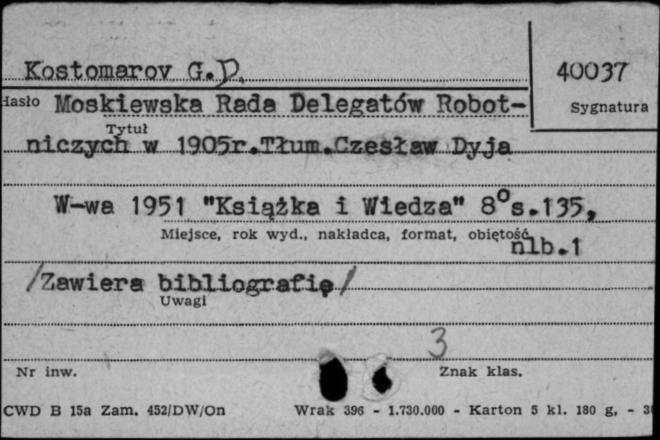 Kostomarov G.D.
40037
Hasło
Sygnatura
Moskiewska Rada Delegatów Robot-
Tytuł
niczych w 1905r.Tłum.Czesław Dyja
W-wa 1951 "Książka i Wiedza" 8°s.135,
Miejsce, rok wyd., nakładca, format, objętość
nlb.1
/Zawiera bibliografię/
Uwagi
3
Nr inw.
Znak klas.
CWD B 15a Zam. 452/DW/On
Wrak 396 - 1.730.000 - Karton 5 kl. 180 g, -